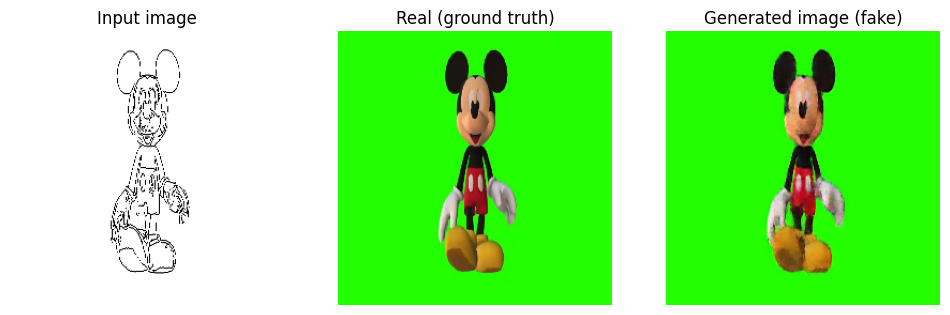 Input image
Real (ground truth)
Generated image (fake)